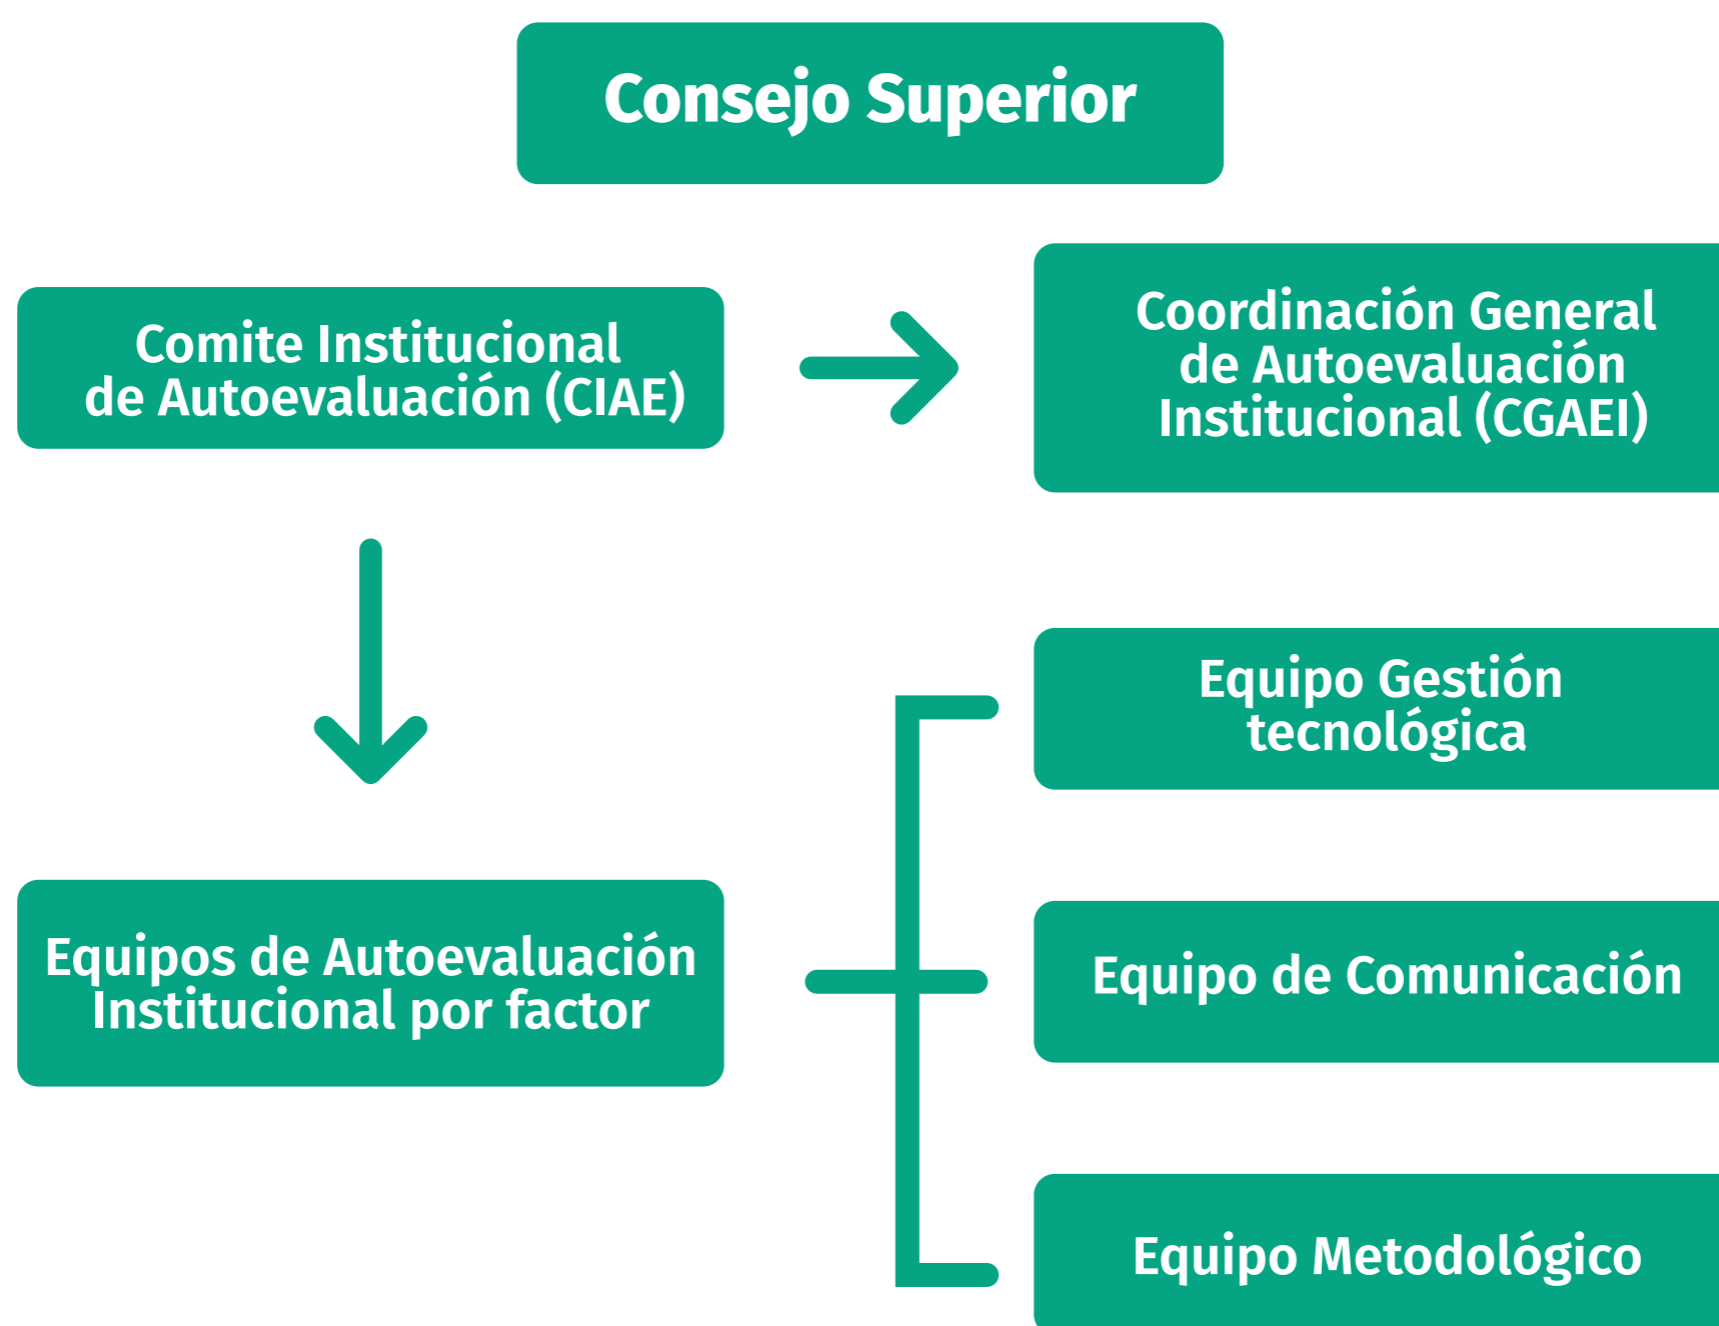 Consejo Superior
Comite Institucional
de Autoevaluación (CIAE)
Coordinación General
de Autoevaluación
Institucional (CGAEI)
Equipos de Autoevaluación
Institucional por factor
Equipo Gestión
tecnológica
Equipo de Comunicación
Equipo Metodológico